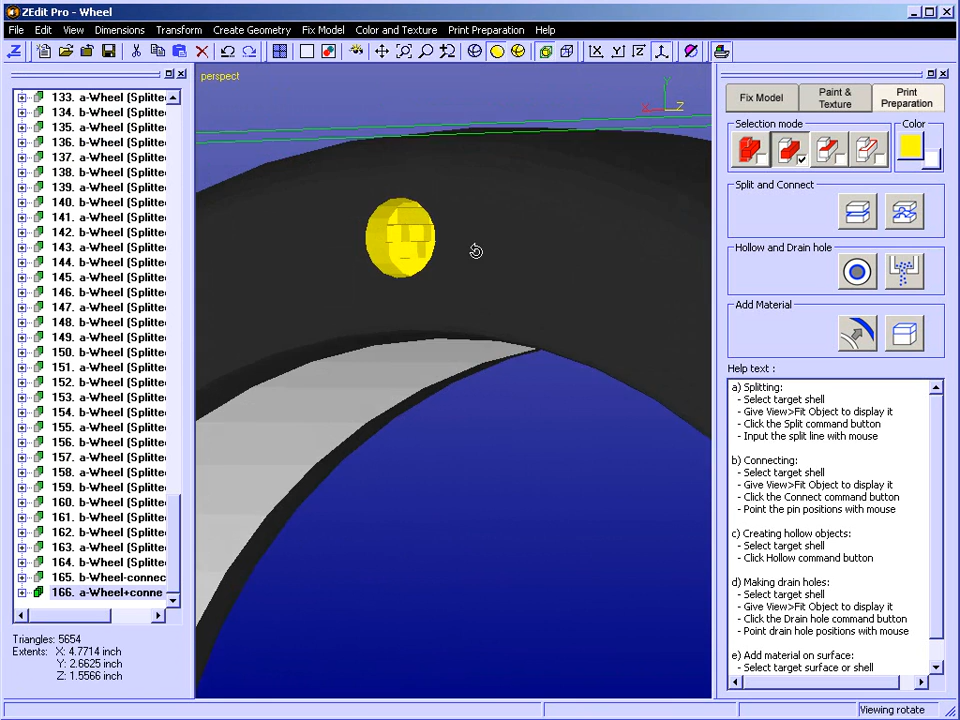 ZEdit Pro - Wheel
File Edit View Dimensions Transform Create Geometry Fix Model Color and Texture Print Preparation Help
133. a-Wheel (Splitte
134. b-Wheel (Splitte
135. a-Wheel (Splitte
136. b-Wheel (Splitte
137. a-Wheel (Splitte
138. b-Wheel (Splitte
139. a-Wheel (Splitte
140. b-Wheel (Splitte
141. a-Wheel (Splitte
142. b-Wheel (Splitte
143. a-Wheel (Splitte
144. b-Wheel (Splitte
145. a-Wheel (Splitte
146. b-Wheel (Splitte
147. a-Wheel (Splitte
148. b-Wheel (Splitte
149. a-Wheel (Splitte
150. b-Wheel (Splitte
151. a-Wheel (Splitte
152. b-Wheel (Splitte
153. a-Wheel (Splitte
154. b-Wheel (Splitte
155. a-Wheel (Splitte
156. b-Wheel (Splitte
157. a-Wheel (Splitte
158. b-Wheel (Splitte
159. a-Wheel (Splitte
160. b-Wheel (Splitte
161. b-Wheel (Splitte
162. b-Wheel (Splitte
163. a-Wheel (Splitte
164. b-Wheel (Splitte
165. b-Wheel-connec
166. a-Wheel+conne
Triangles: 5654
Extents: X: 4.7714 inch
Y: 2.6625 inch
Z: 1.5566 inch
perspect
Y
X Z
Fix Model
Paint & Texture
Print Preparation
Selection mode
Color
Split and Connect
Hollow and Drain hole
Add Material
Help text :
a) Splitting:
- Select target shell
- Give View>Fit Object to display it
- Click the Split command button
- Input the split line with mouse
b) Connecting:
- Select target shell
- Give View>Fit Object to display it
- Click the Connect command button
- Point the pin positions with mouse
c) Creating hollow objects:
- Select target shell
- Click Hollow command button
d) Making drain holes:
- Select target shell
- Give View>Fit Object to display it
- Click the Drain hole command button
- Point drain hole positions with mouse
e) Add material on surface:
- Select target surface or shell
Viewing rotate